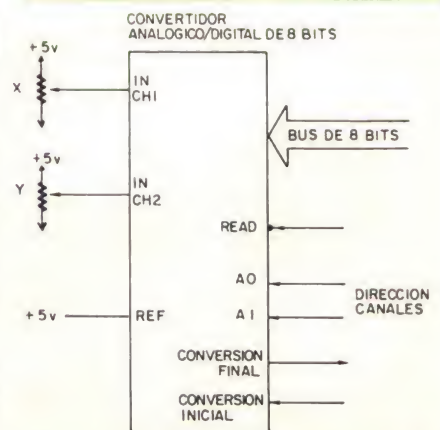 CONVERTIDOR
ANALOGICO/DIGITAL DE 8 BITS
+5v
X
IN
CH1
BUS DE 8 BITS
+5v
Y
IN
CH2
READ
A0
DIRECCION
CANALES
+5v
REF
A1
CONVERSION
FINAL
CONVERSION
INICIAL